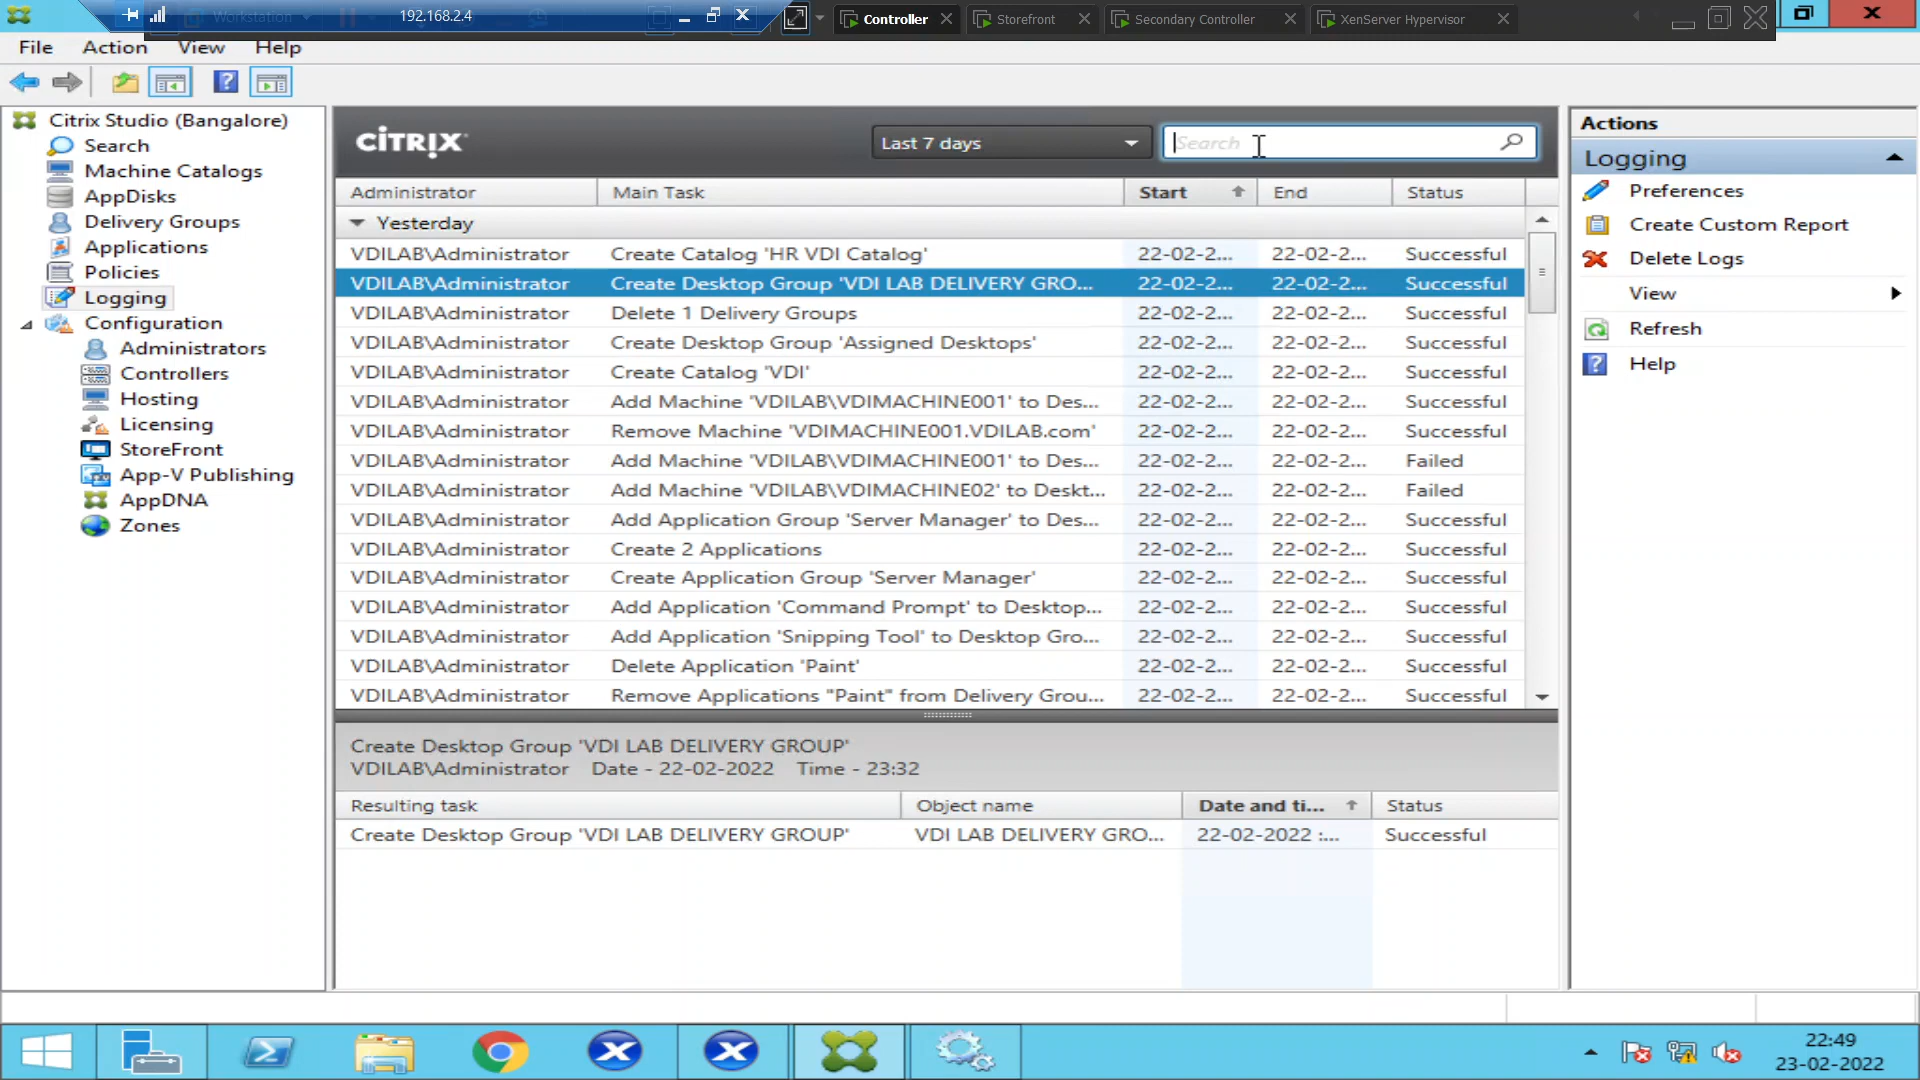 Workstation
192.168.2.4
Controller
Storefront
Secondary Controller
XenServer Hypervisor
File Action View Help
Citrix Studio (Bangalore)
Search
Machine Catalogs
AppDisks
Delivery Groups
Applications
Policies
Logging
Configuration
Administrators
Controllers
Hosting
Licensing
StoreFront
App-V Publishing
AppDNA
Zones
CİTRIX
Last 7 days
Search
Administrator Main Task Start End Status
Yesterday
VDILAB\Administrator Create Catalog 'HR VDI Catalog' 22-02-2... 22-02-2... Successful
VDILAB\Administrator Create Desktop Group 'VDI LAB DELIVERY GRO... 22-02-2... 22-02-2... Successful
VDILAB\Administrator Delete 1 Delivery Groups 22-02-2... 22-02-2... Successful
VDILAB\Administrator Create Desktop Group 'Assigned Desktops' 22-02-2... 22-02-2... Successful
VDILAB\Administrator Create Catalog 'VDI' 22-02-2... 22-02-2... Successful
VDILAB\Administrator Add Machine 'VDILAB\VDIMACHINE001' to Des... 22-02-2... 22-02-2... Successful
VDILAB\Administrator Remove Machine 'VDIMACHINE001.VDILAB.com' 22-02-2... 22-02-2... Successful
VDILAB\Administrator Add Machine 'VDILAB\VDIMACHINE001' to Des... 22-02-2... 22-02-2... Failed
VDILAB\Administrator Add Machine 'VDILAB\VDIMACHINE02' to Deskt... 22-02-2... 22-02-2... Failed
VDILAB\Administrator Add Application Group 'Server Manager' to Des... 22-02-2... 22-02-2... Successful
VDILAB\Administrator Create 2 Applications 22-02-2... 22-02-2... Successful
VDILAB\Administrator Create Application Group 'Server Manager' 22-02-2... 22-02-2... Successful
VDILAB\Administrator Add Application 'Command Prompt' to Desktop... 22-02-2... 22-02-2... Successful
VDILAB\Administrator Add Application 'Snipping Tool' to Desktop Gro... 22-02-2... 22-02-2... Successful
VDILAB\Administrator Delete Application 'Paint' 22-02-2... 22-02-2... Successful
VDILAB\Administrator Remove Applications "Paint" from Delivery Grou... 22-02-2... 22-02-2... Successful
Create Desktop Group 'VDI LAB DELIVERY GROUP'
VDILAB\Administrator Date - 22-02-2022 Time - 23:32
Resulting task Object name Date and ti... Status
Create Desktop Group 'VDI LAB DELIVERY GROUP' VDI LAB DELIVERY GRO... 22-02-2022 :... Successful
Actions
Logging
Preferences
Create Custom Report
Delete Logs
View
Refresh
Help
22:49
23-02-2022